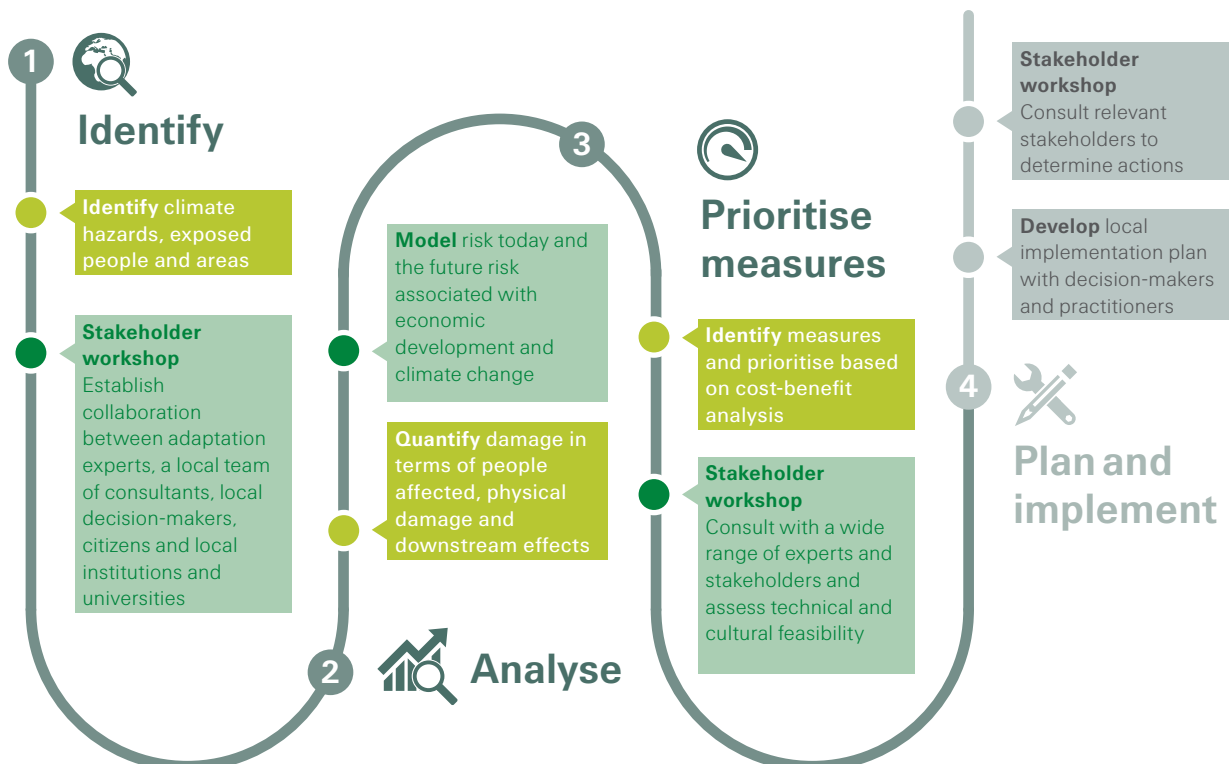 1
Identify
Identify climate
hazards, exposed
people and areas
Stakeholder
workshop
Establish
collaboration
between adaptation
experts, a local team
of consultants, local
decision-makers,
citizens and local
institutions and
universities
2
Analyse
Quantify damage in
terms of people
affected, physical
damage and
downstream effects
Model risk today and
the future risk
associated with
economic
development and
climate change
3
Prioritise
measures
Identify measures
and prioritise based
on cost-benefit
analysis
Stakeholder
workshop
Consult with a wide
range of experts and
stakeholders and
assess technical and
cultural feasibility
4
Plan and
implement
Develop local
implementation plan
with decision-makers
and practitioners
Stakeholder
workshop
Consult relevant
stakeholders to
determine actions